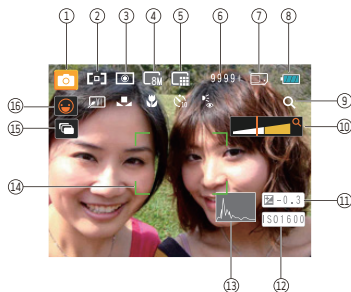 ① ② ③ ④ ⑤ ⑥ ⑦ ⑧
8M 9999+
⑯ 10 ⑨
⑮ ⑩
⑭
-0.3 ⑪
ISO1600
⑬ ⑫